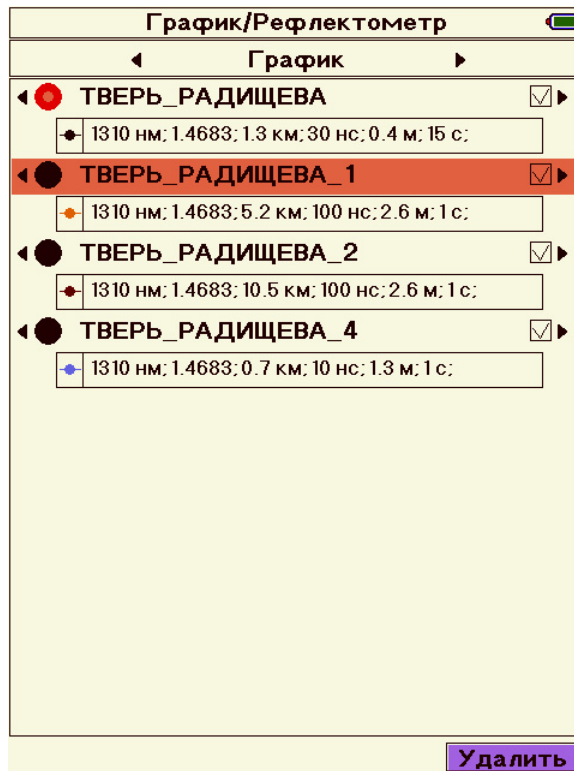 График/Рефлектометр
График
ТВЕРЬ_РАДИЩЕВА
1310 нм; 1.4683; 1.3 км; 30 нс; 0.4 м; 15 с;
ТВЕРЬ_РАДИЩЕВА_1
1310 нм; 1.4683; 5.2 км; 100 нс; 2.6 м; 1 с;
ТВЕРЬ_РАДИЩЕВА_2
1310 нм; 1.4683; 10.5 км; 100 нс; 2.6 м; 1 с;
ТВЕРЬ_РАДИЩЕВА_4
1310 нм; 1.4683; 0.7 км; 10 нс; 1.3 м; 1 с;
Удалить